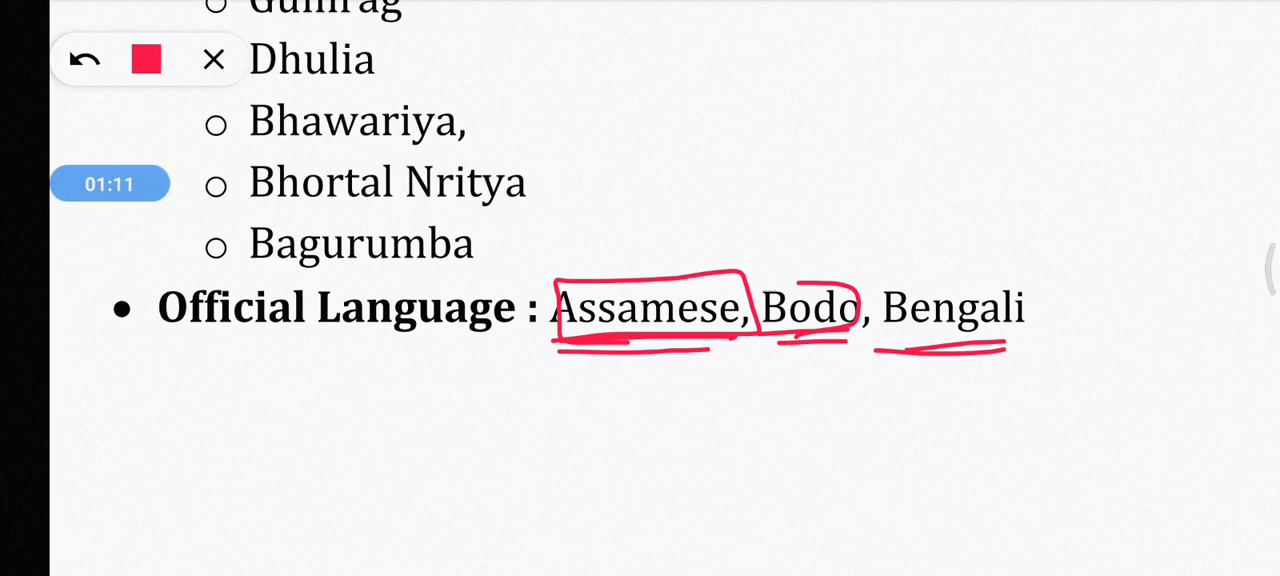 Dhulia
○ Bhawariya,
01:11
○ Bhortal Nritya
○ Bagurumba
• Official Language : Assamese, Bodo, Bengali